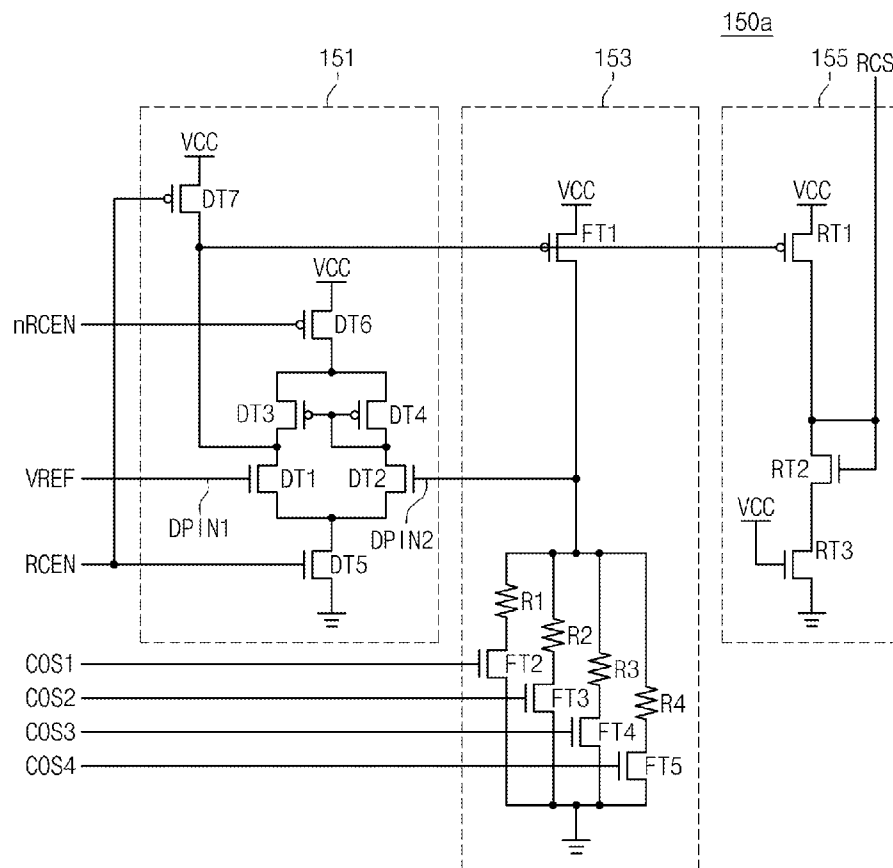 150a
151
153
155
RCS
VCC
DT7
VCC
FT1
VCC
RT1
VCC
nRCEN
DT6
DT3
DT4
VREF
DT1
DT2
RT2
DPIN1
DPIN2
VCC
RCEN
DT5
RT3
R1
R2
R3
R4
COS1
FT2
COS2
FT3
COS3
FT4
COS4
FT5